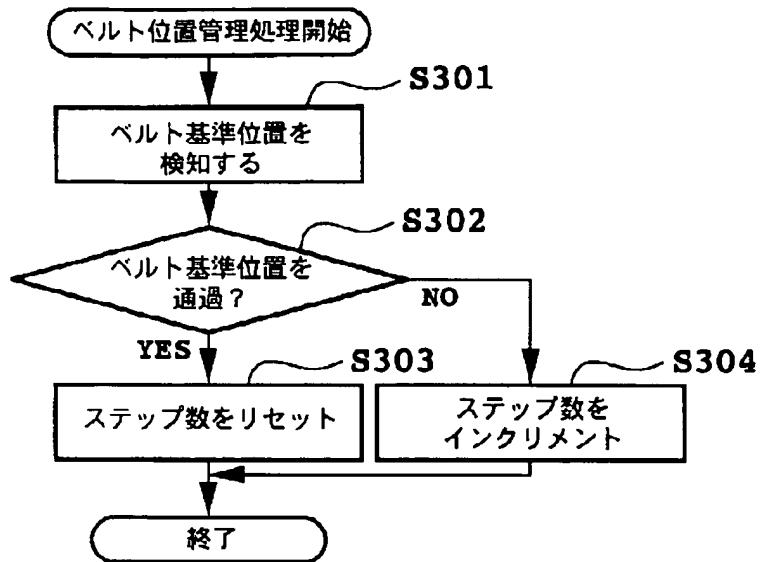 ベルト位置管理処理開始
S301
ベルト基準位置を
検知する
S302
ベルト基準位置を
通過？
NO
YES
S303
S304
ステップ数をリセット
ステップ数を
インクリメント
終了